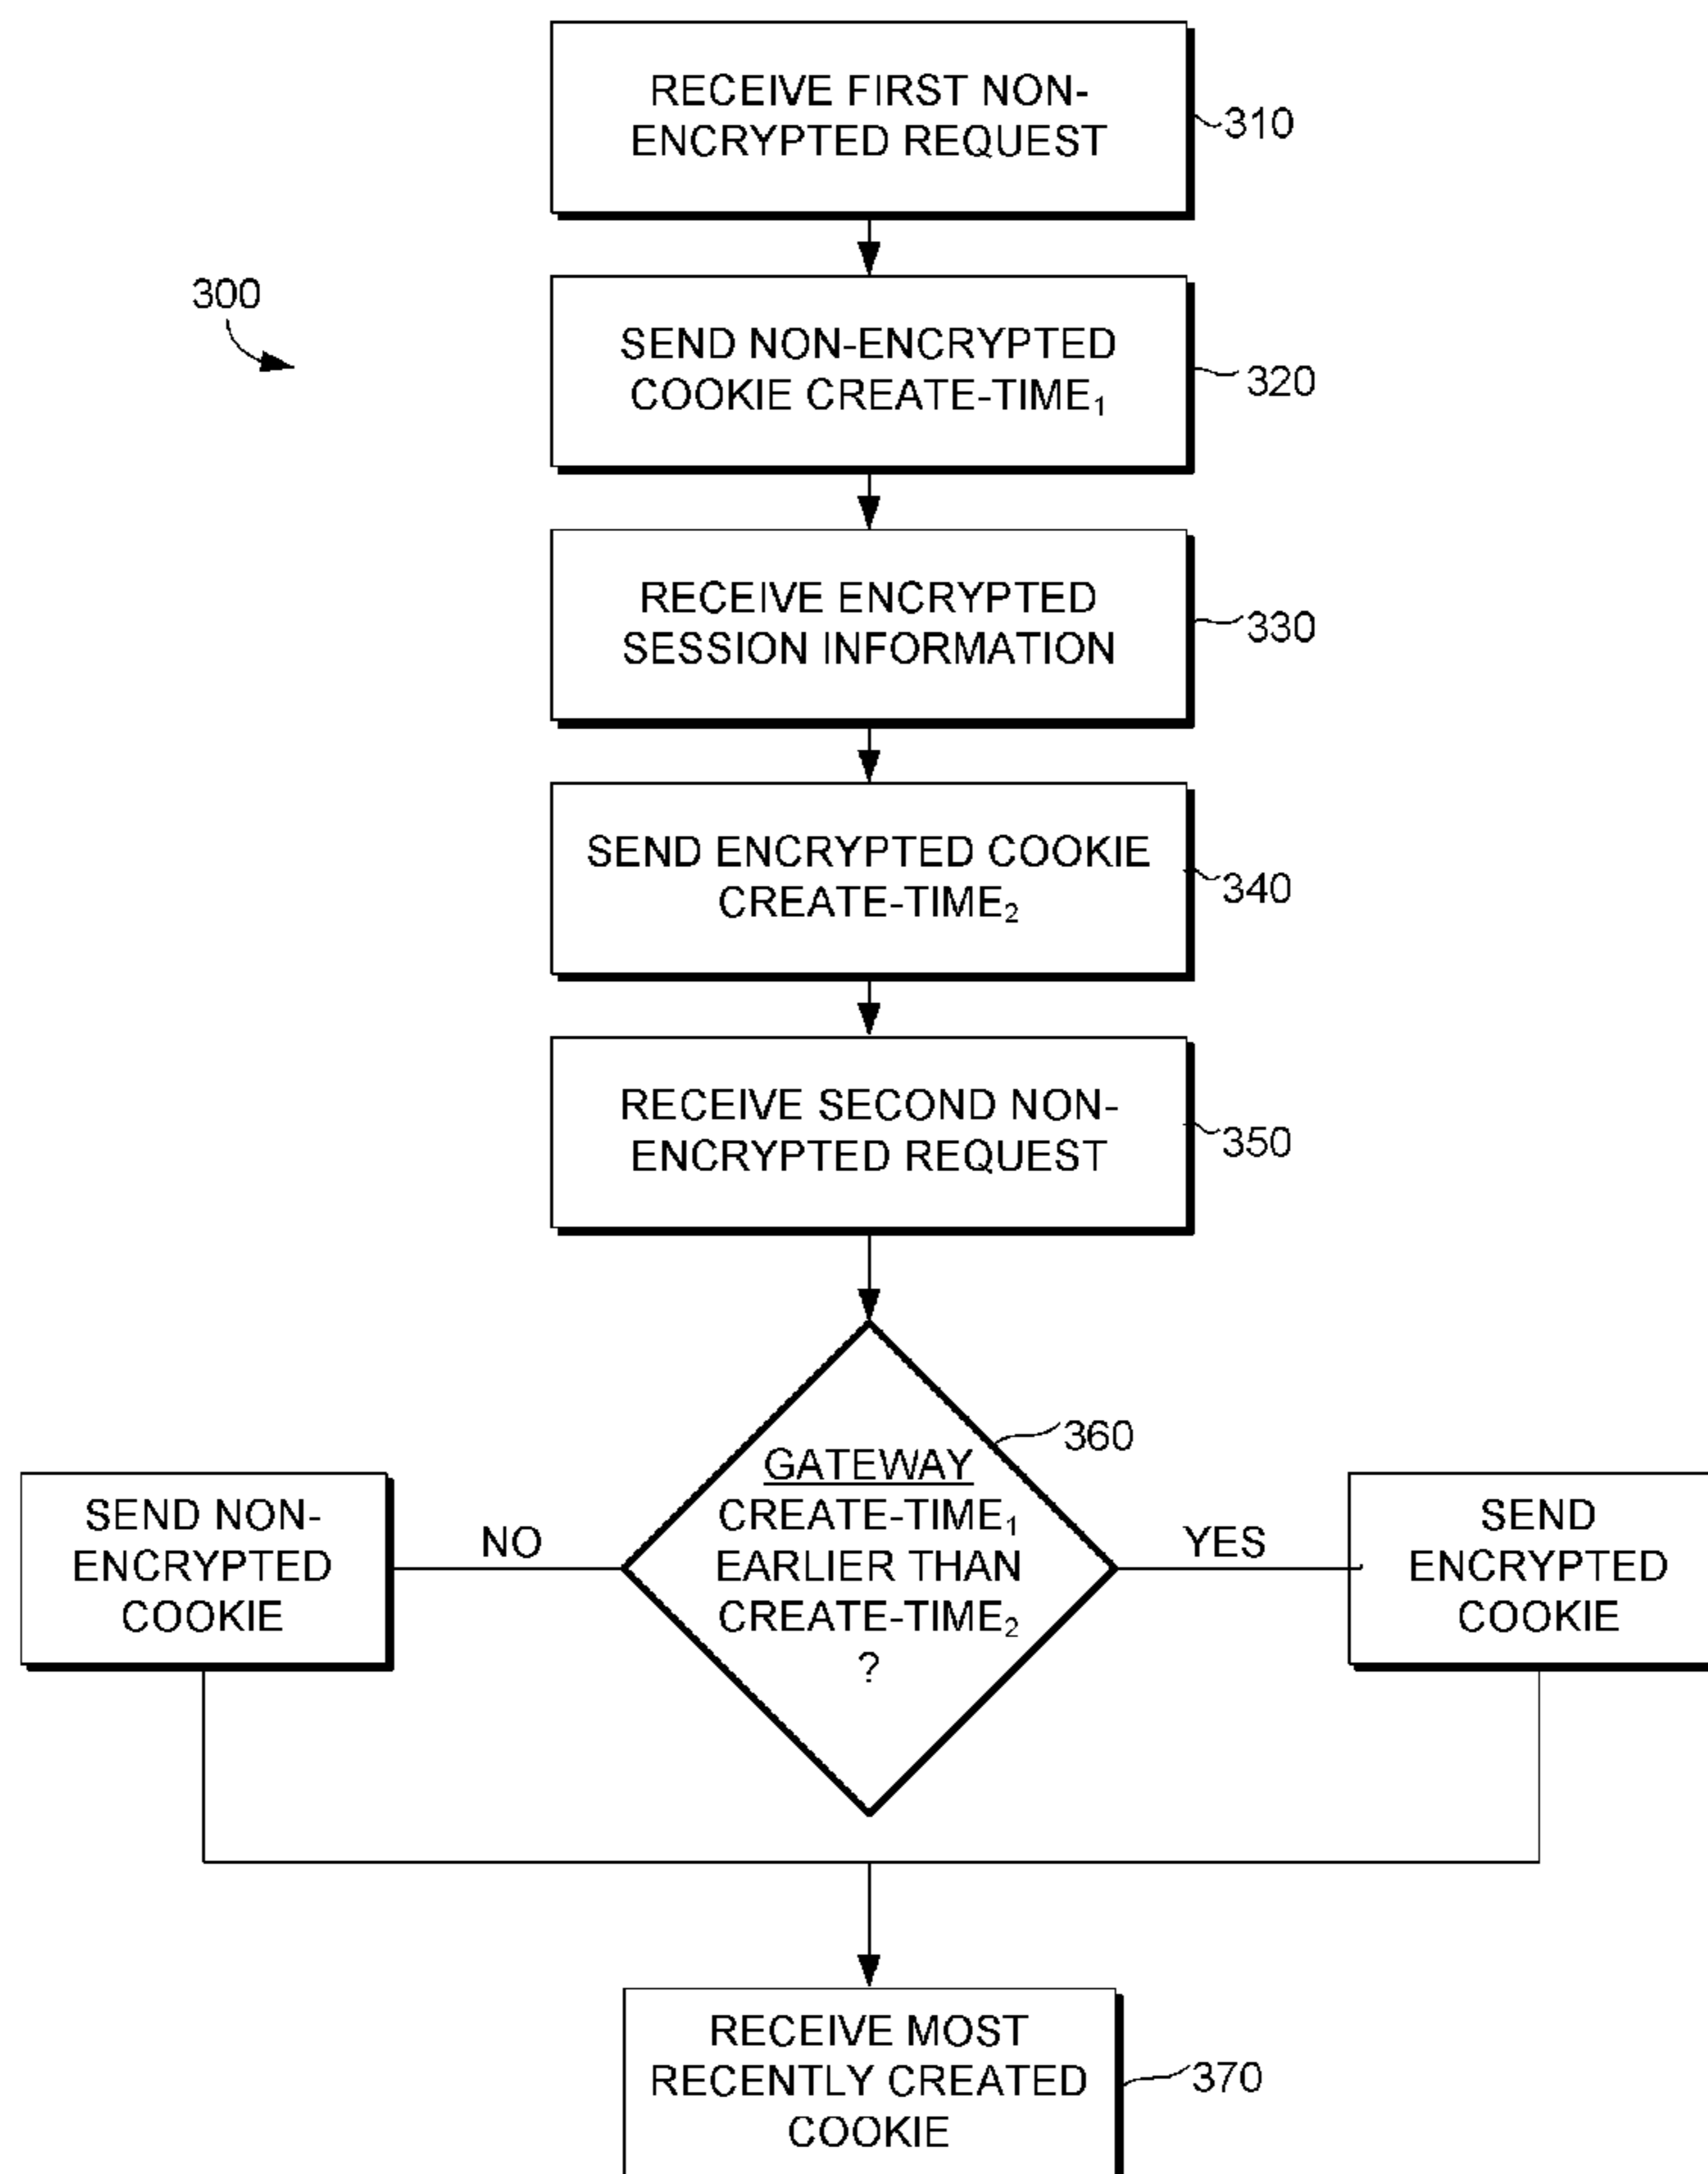 RECEIVE FIRST NON-
ENCRYPTED REQUEST
310
300
SEND NON-ENCRYPTED
COOKIE CREATE-TIME₁
320
RECEIVE ENCRYPTED
SESSION INFORMATION
330
SEND ENCRYPTED COOKIE
CREATE-TIME₂
340
RECEIVE SECOND NON-
ENCRYPTED REQUEST
350
360
GATEWAY
CREATE-TIME₁
EARLIER THAN
CREATE-TIME₂
?
NO
SEND NON-
ENCRYPTED
COOKIE
YES
SEND
ENCRYPTED
COOKIE
RECEIVE MOST
RECENTLY CREATED
COOKIE
370